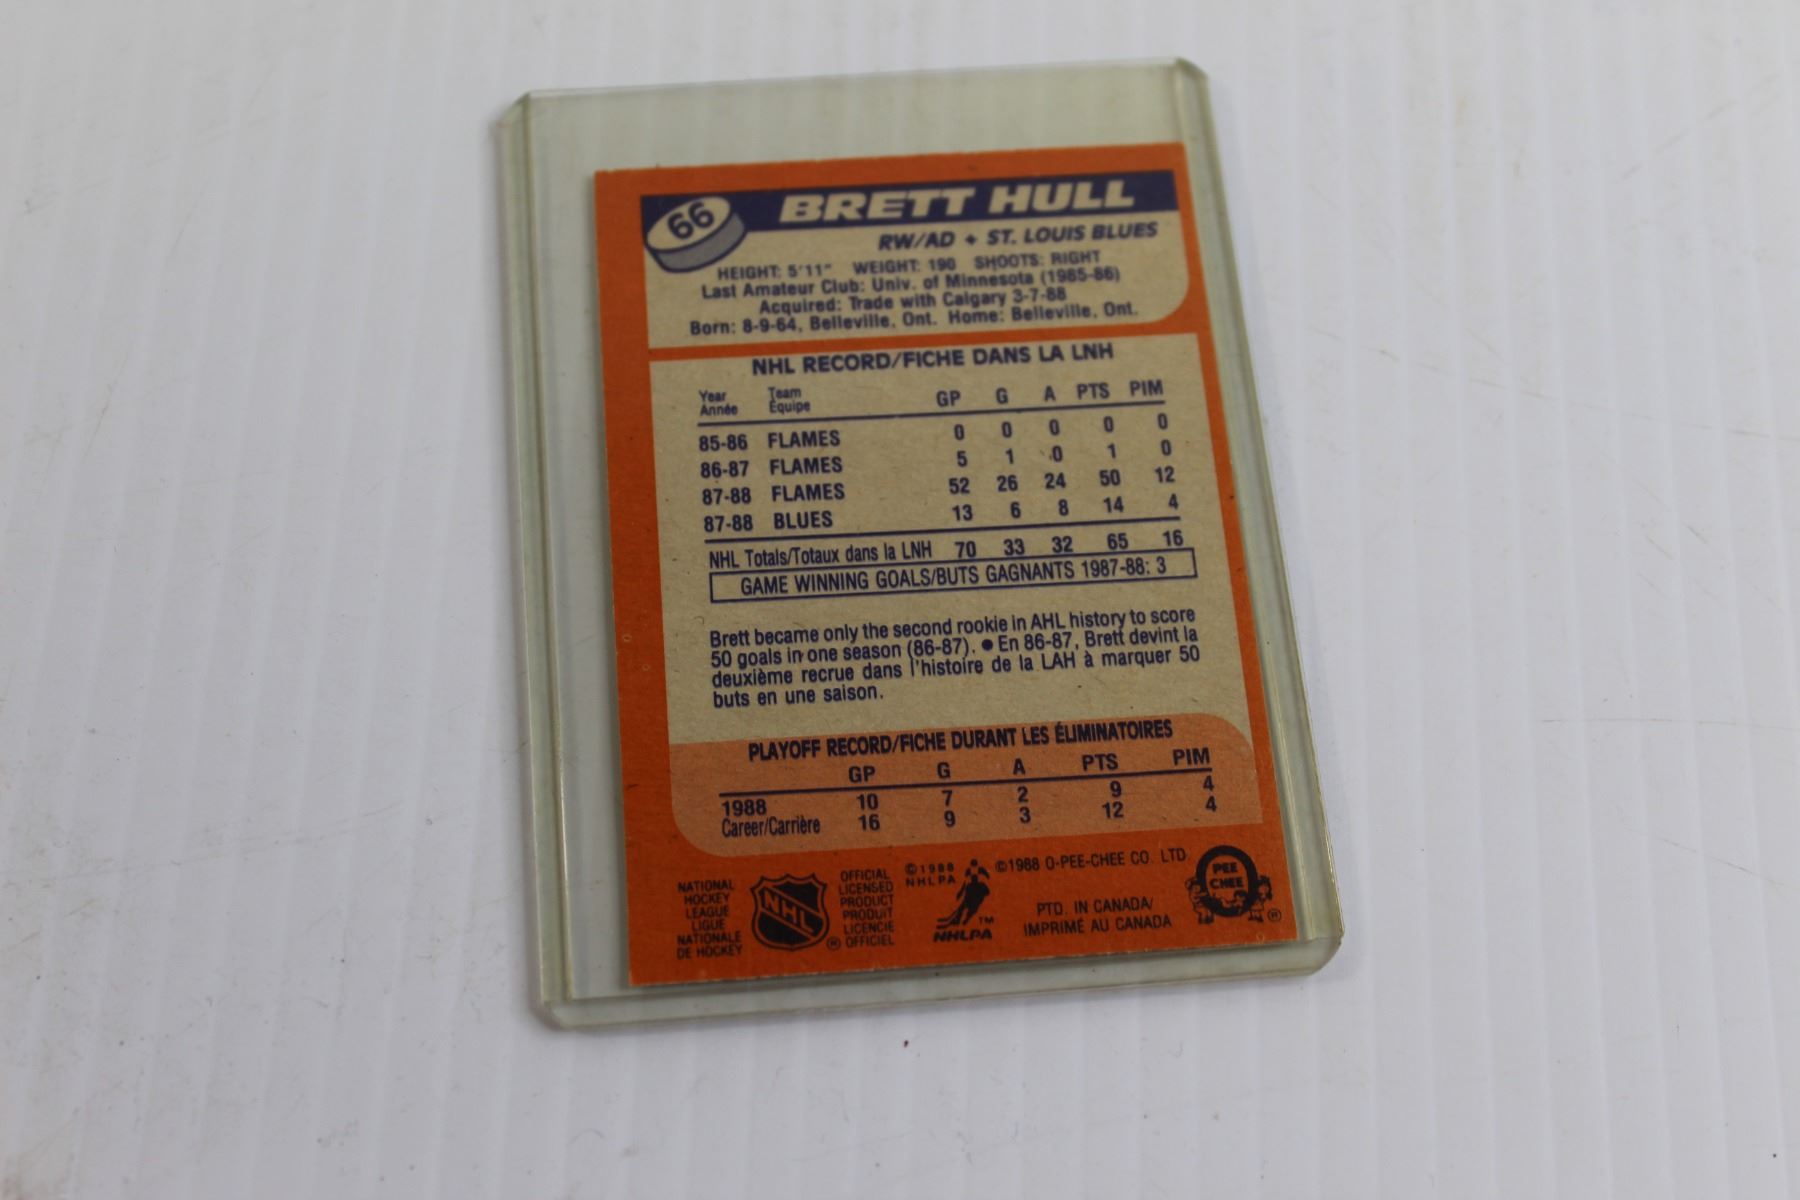 66
BRETT HULL
RW/AD + ST. LOUIS BLUES
HEIGHT: 5'11" WEIGHT: 190 SHOOTS: RIGHT
Last Amateur Club: Univ. of Minnesota (1985-86)
Acquired: Trade with Calgary 3-7-88
Born: 8-9-64, Belleville, Ont. Home: Belleville, Ont.
NHL RECORD/FICHE DANS LA LNH
Year Team
Année Équipe GP G A PTS PIM
85-86 FLAMES 0 0 0 0 0
86-87 FLAMES 5 1 0 1 0
87-88 FLAMES 52 26 24 50 12
87-88 BLUES 13 6 8 14 4
NHL Totals/Totaux dans la LNH 70 33 32 65 16
GAME WINNING GOALS/BUTS GAGNANTS 1987-88: 3
Brett became only the second rookie in AHL history to score
50 goals in one season (86-87). ● En 86-87, Brett devint la
deuxième recrue dans l'histoire de la LAH à marquer 50
buts en une saison.
PLAYOFF RECORD/FICHE DURANT LES ÉLIMINATOIRES
GP G A PTS PIM
1988 10 7 2 9 4
Career/Carrière 16 9 3 12 4
NATIONAL
HOCKEY
LEAGUE
LIGUE
NATIONALE
DE HOCKEY
NHL
®
OFFICIAL
LICENSED
PRODUCT
PRODUIT
LICENCIE
OFFICIEL
©1988
NHLPA
TM
NHLPA
©1988 O-PEE-CHEE CO. LTD.
PTD. IN CANADA/
IMPRIMÉ AU CANADA
PEE
CHEE
®